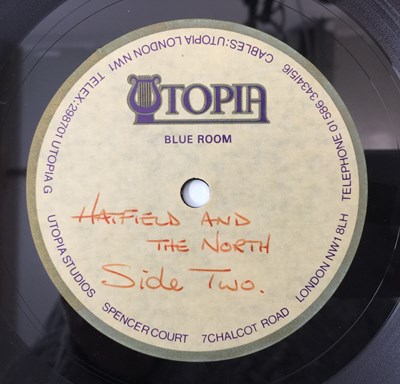 UTOPIA
BLUE ROOM
HATFIELD AND
THE NORTH
Side Two.
UTOPIA STUDIOS SPENCER COURT 7CHALCOT ROAD LONDON NW1 8LH TELEPHONE 01 586 3434/5/6 CABLES:UTOPIA LONDON NW1 TELEX:298701 UTOPIA G